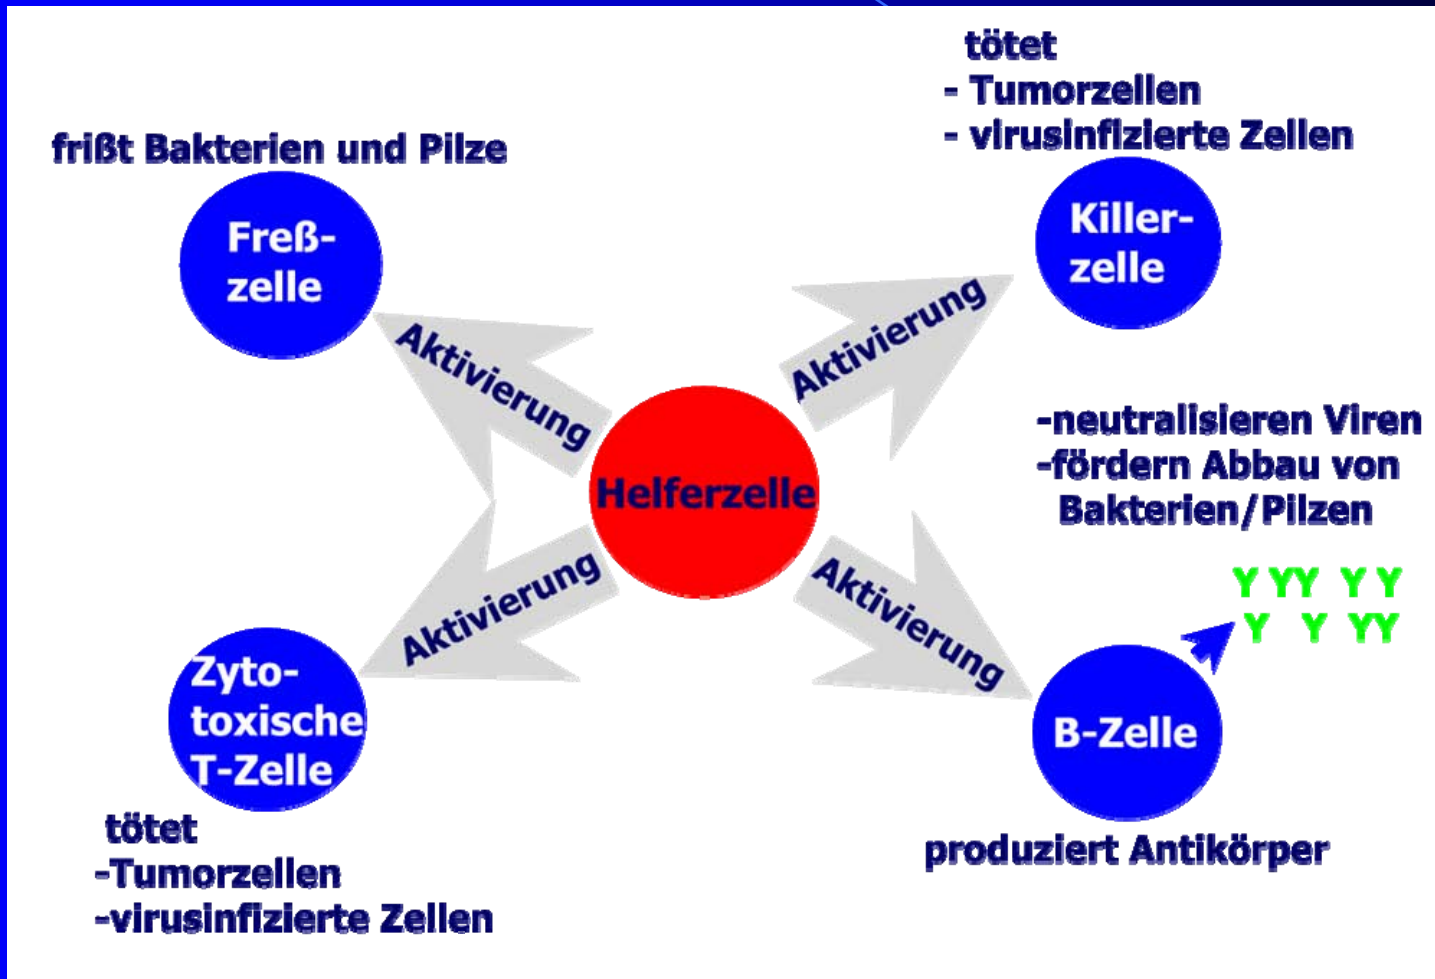 frißt Bakterien und Pilze
Freß-
zelle
tötet
- Tumorzellen
- virusinfizierte Zellen
Killer-
zelle
Aktivierung
Aktivierung
Helferzelle
Aktivierung
Aktivierung
-neutralisieren Viren
-fördern Abbau von
Bakterien/Pilzen
Y YY Y Y
Y Y YY
Zyto-
toxische
T-Zelle
tötet
-Tumorzellen
-virusinfizierte Zellen
B-Zelle
produziert Antikörper